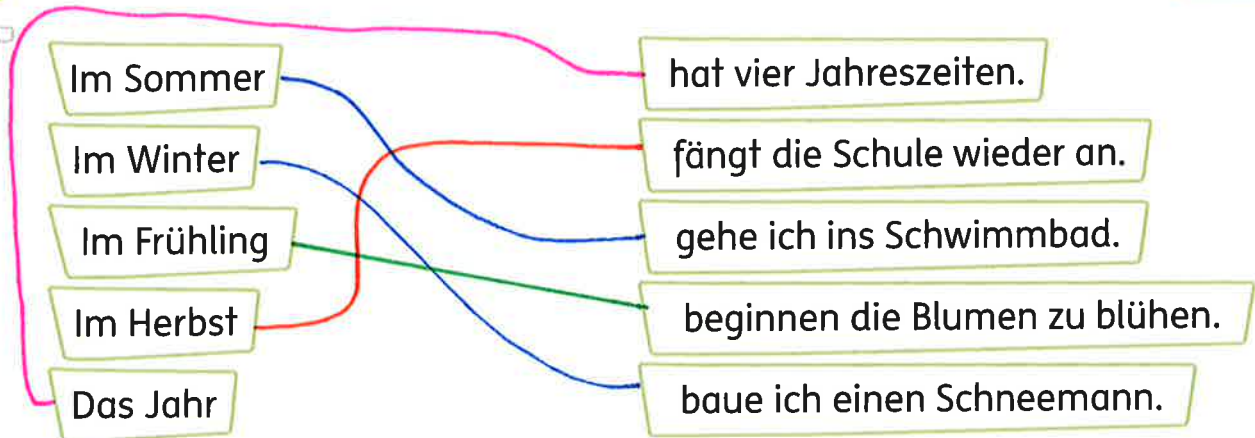 Im Sommer
hat vier Jahreszeiten.
Im Winter
fängt die Schule wieder an.
Im Frühling
gehe ich ins Schwimmbad.
Im Herbst
beginnen die Blumen zu blühen.
Das Jahr
baue ich einen Schneemann.